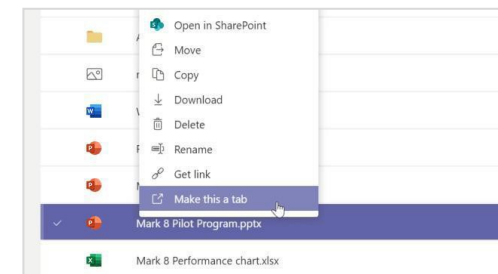 Open in SharePoint
Move
Copy
Download
Delete
Rename
Get link
Make this a tab
Mark 8 Pilot Program.pptx
Mark 8 Performance chart.xlsx